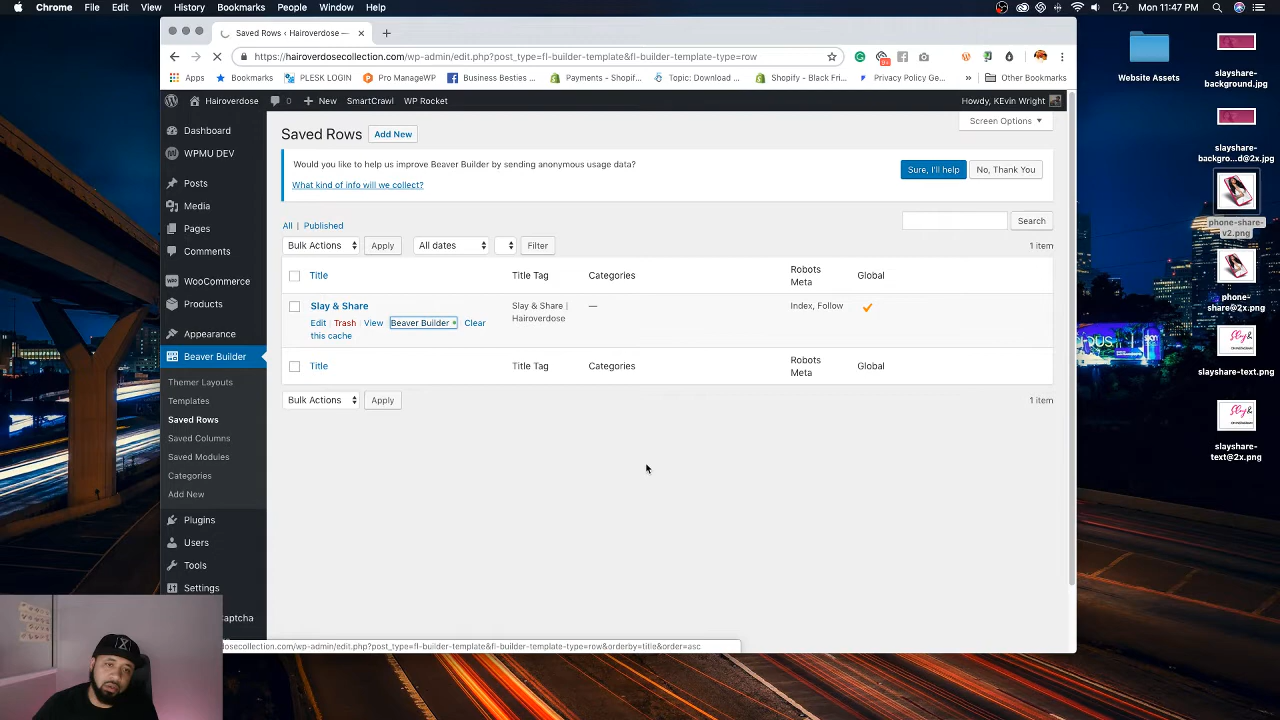 Chrome File Edit View History Bookmarks People Window Help
Mon 11:47 PM
Saved Rows ‹ Hairoverdose —
https://hairoverdosecollection.com/wp-admin/edit.php?post_type=fl-builder-template&fl-builder-template-type=row
Apps Bookmarks PLESK LOGIN Pro ManageWP Business Besties ... Payments – Shopif... Topic: Download ... Shopify - Black Fri... Privacy Policy Ge... Other Bookmarks
Hairoverdose 0 New SmartCrawl WP Rocket Howdy, KEvin Wright
Screen Options
Saved Rows Add New
Would you like to help us improve Beaver Builder by sending anonymous usage data?
What kind of info will we collect?
Sure, I'll help No, Thank You
All | Published
Search
Bulk Actions Apply All dates Filter 1 item
Title Title Tag Categories Robots Meta Global
Slay & Share Slay & Share | Hairoverdose — Index, Follow
Edit Trash View Beaver Builder Clear
this cache
Title Title Tag Categories Robots Meta Global
Bulk Actions Apply 1 item
Dashboard
WPMU DEV
Posts
Media
Pages
Comments
WooCommerce
Products
Appearance
Beaver Builder
Themer Layouts
Templates
Saved Rows
Saved Columns
Saved Modules
Categories
Add New
Plugins
Users
Tools
Settings
aptcha
losecollection.com/wp-admin/edit.php?post_type=fl-builder-template&fl-builder-template-type=row&orderby=title&order=asc
Website Assets
slayshare-background.jpg
slayshare-backgro...d@2x.jpg
phone-share-v2.png
phone-share@2x.png
slayshare-text.png
slayshare-text@2x.png